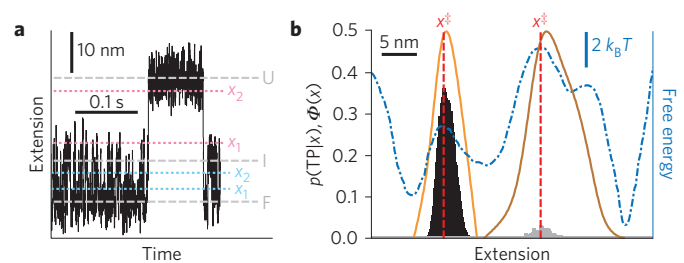 a
10 nm
U
x₂
0.1 s
x₁
I
x₂
x₁
F
Extension
Time
b
x‡
x‡
5 nm
2 k_BT
0.5
0.4
0.3
0.2
0.1
0.0
p(TP|x), Φ(x)
Free energy
Extension